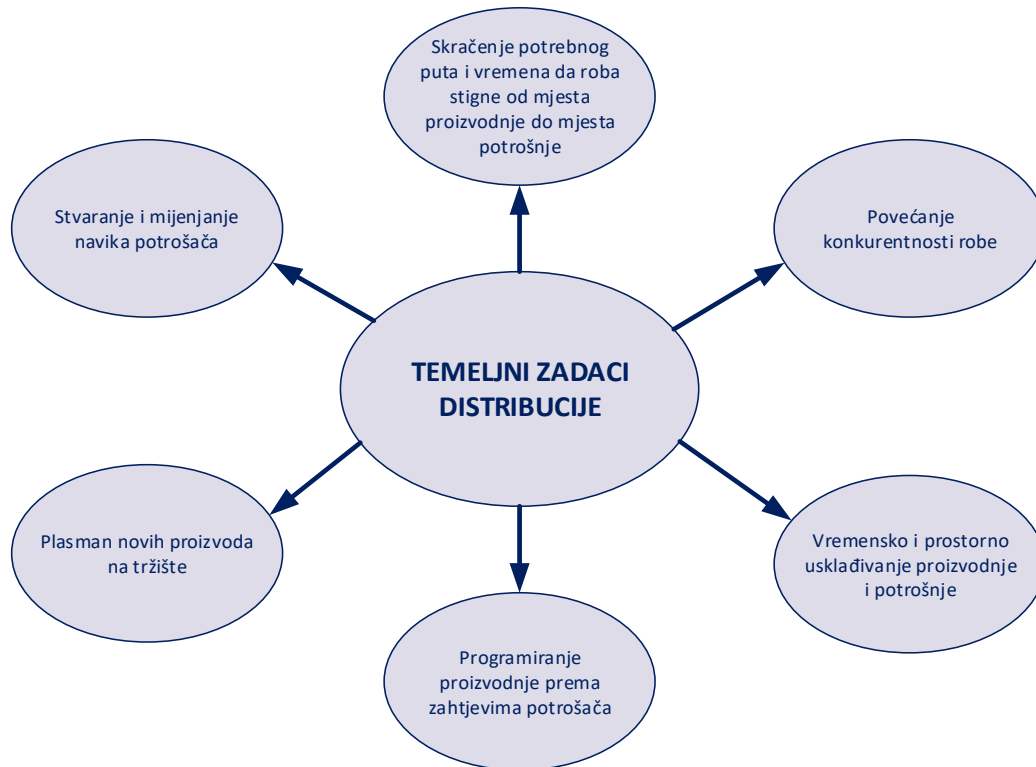 Skračenje potrebnog
puta i vremena da roba
stigne od mjesta
proizvodnje do mjesta
potrošnje
Stvaranje i mijenjanje
navika potrošača
Povećanje
konkurentnosti robe
TEMELJNI ZADACI
DISTRIBUCIJE
Plasman novih proizvoda
na tržište
Vremensko i prostorno
usklađivanje proizvodnje
i potrošnje
Programiranje
proizvodnje prema
zahtjevima potrošača